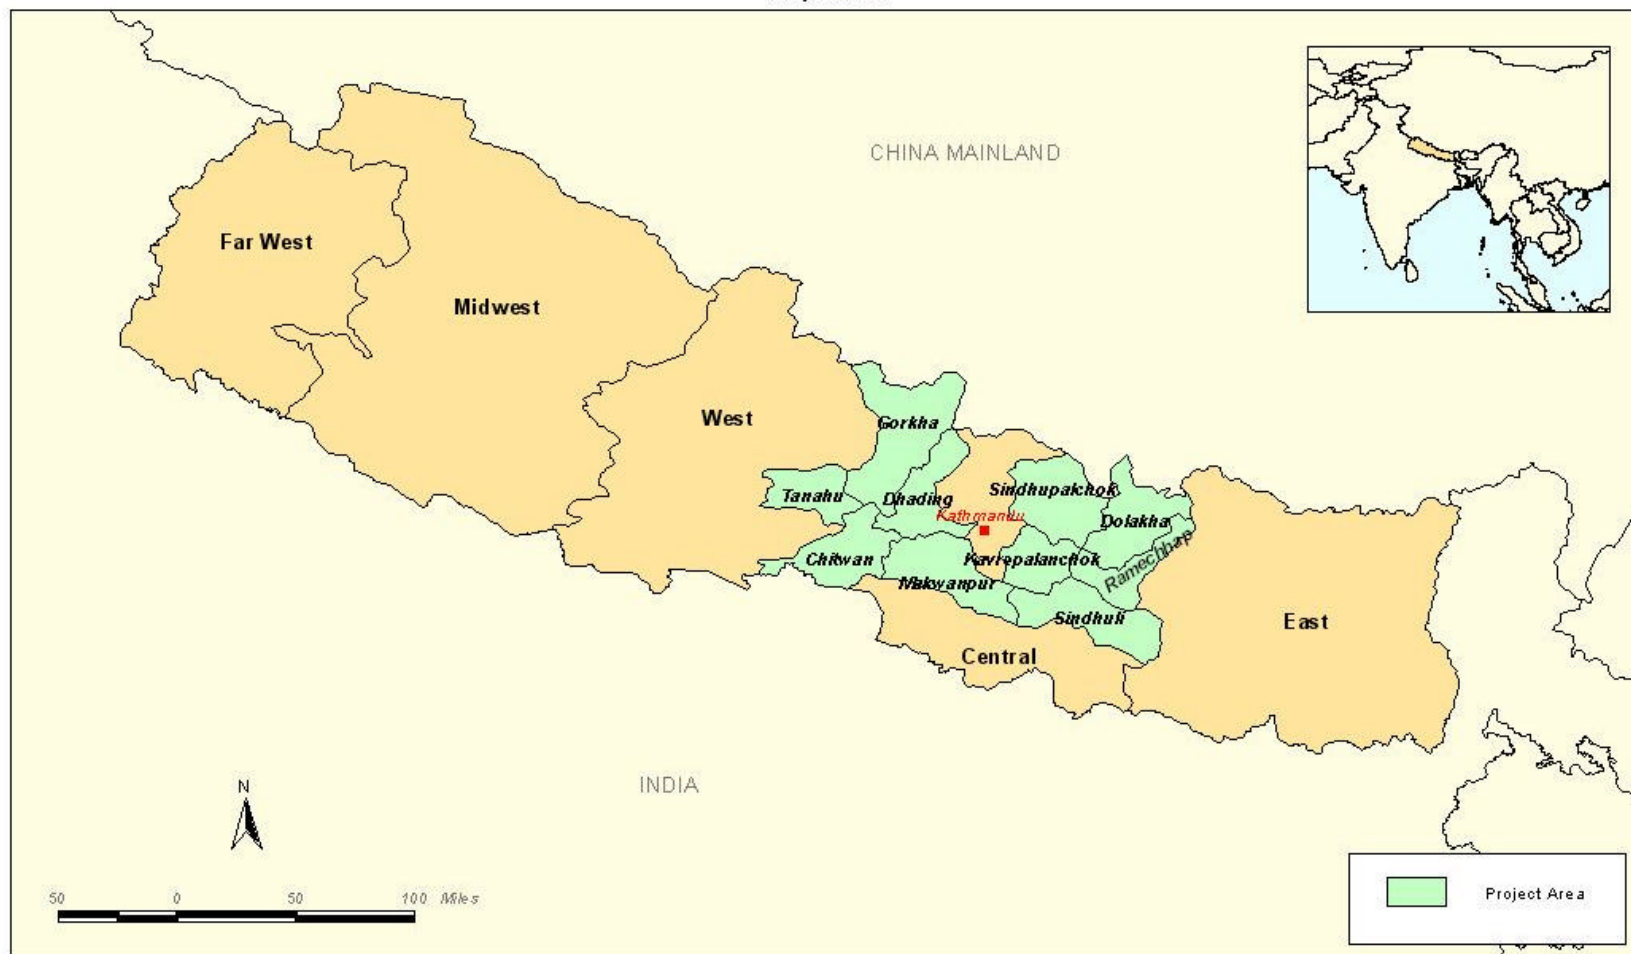 CHINA MAINLAND
Far West
Midwest
West
Gorkha
Tanahu
Dhading
Sindhupalchok
Kathmandu
Dolakha
Chitwan
Kavrepalanchok
Ramechhap
Makwanpur
Sindhuli
East
Central
INDIA
N
50 0 50 100 Miles
Project Area